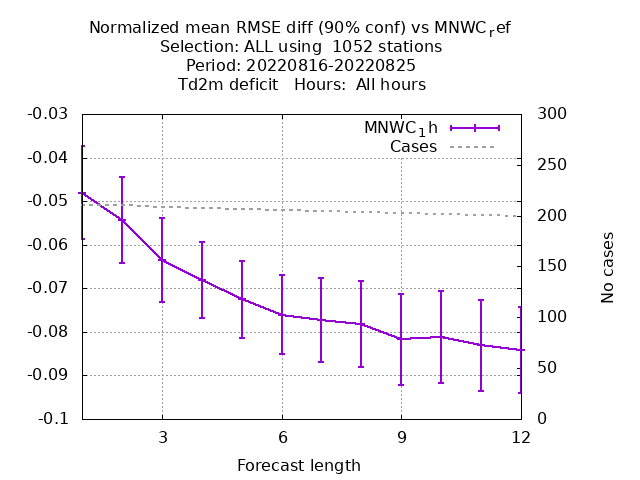 Normalized mean RMSE diff (90% conf) vs MNWC_ref
Selection: ALL using  1052 stations
Period: 20220816-20220825
Td2m deficit   Hours:  All hours
MNWC_1h
Cases
-0.03
-0.04
-0.05
-0.06
-0.07
-0.08
-0.09
-0.1
300
250
200
150
100
50
0
No cases
3
6
9
12
Forecast length